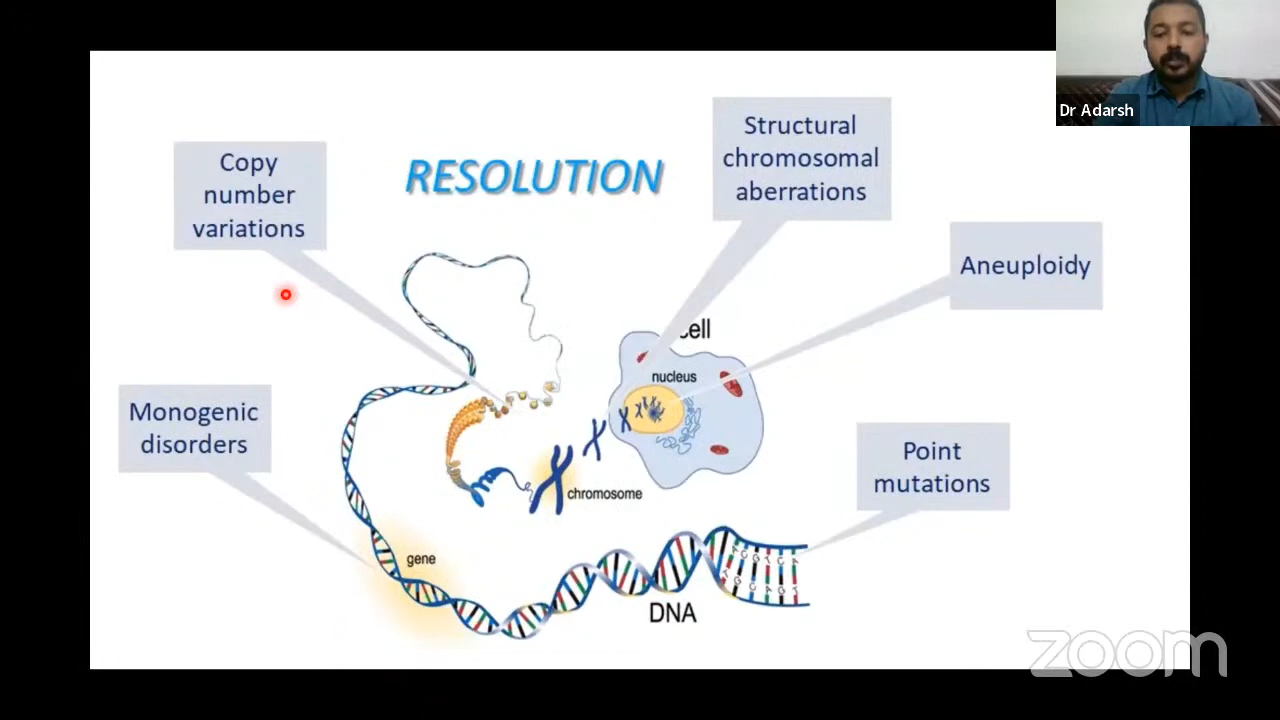 Dr Adarsh
RESOLUTION
Copy
number
variations
Structural
chromosomal
aberrations
Aneuploidy
cell
nucleus
chromosome
Monogenic
disorders
gene
Point
mutations
DNA
zoom